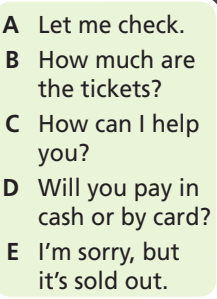 A Let me check.
B How much are
the tickets?
C How can I help
you?
D Will you pay in
cash or by card?
E I'm sorry, but
it's sold out.